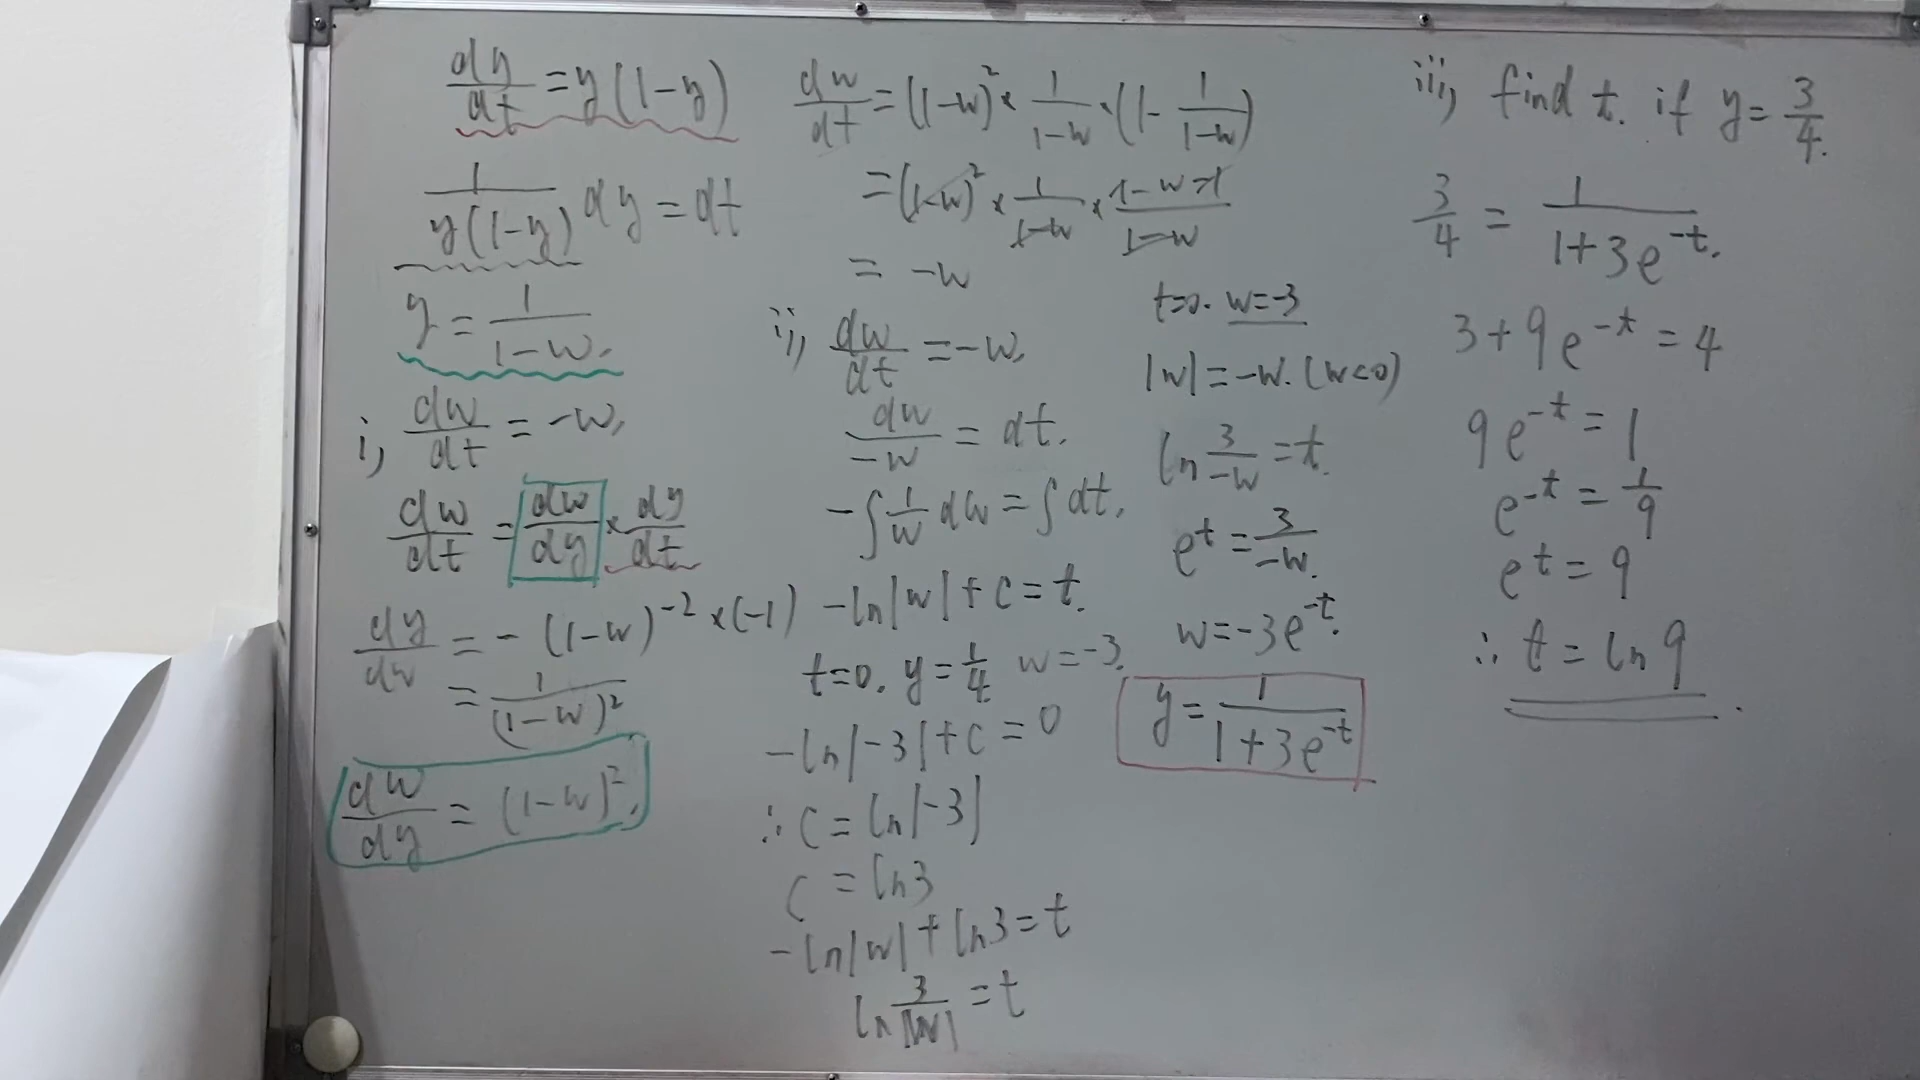 dy/dt = y(1-y)
1/(y(1-y)) dy = dt
y = 1/(1-w).
i) dw/dt = -w,
dw/dt = dw/dy × dy/dt
dy/dw = -(1-w)^-2 × (-1)
= 1/(1-w)^2
dw/dy = (1-w)^2,
dw/dt = (1-w)^2 × 1/(1-w) × (1 - 1/(1-w))
= (1-w)^2 × 1/(1-w) × (1-w-1)/(1-w)
= -w
ii) dw/dt = -w,
dw/-w = dt.
-∫ 1/w dw = ∫ dt,
-ln|w| + c = t.
t=0. y = 1/4 w = -3.
-ln|-3| + c = 0
∴ c = ln|-3|
c = ln3
-ln|w| + ln3 = t
ln 3/|w| = t
t=0. w=-3
|w| = -w. (w<0)
ln 3/-w = t.
e^t = 3/-w.
w = -3e^-t.
y = 1/(1+3e^-t)
iii) find t. if y = 3/4.
3/4 = 1/(1+3e^-t).
3 + 9e^-t = 4
9e^-t = 1
e^-t = 1/9
e^t = 9
∴ t = ln 9